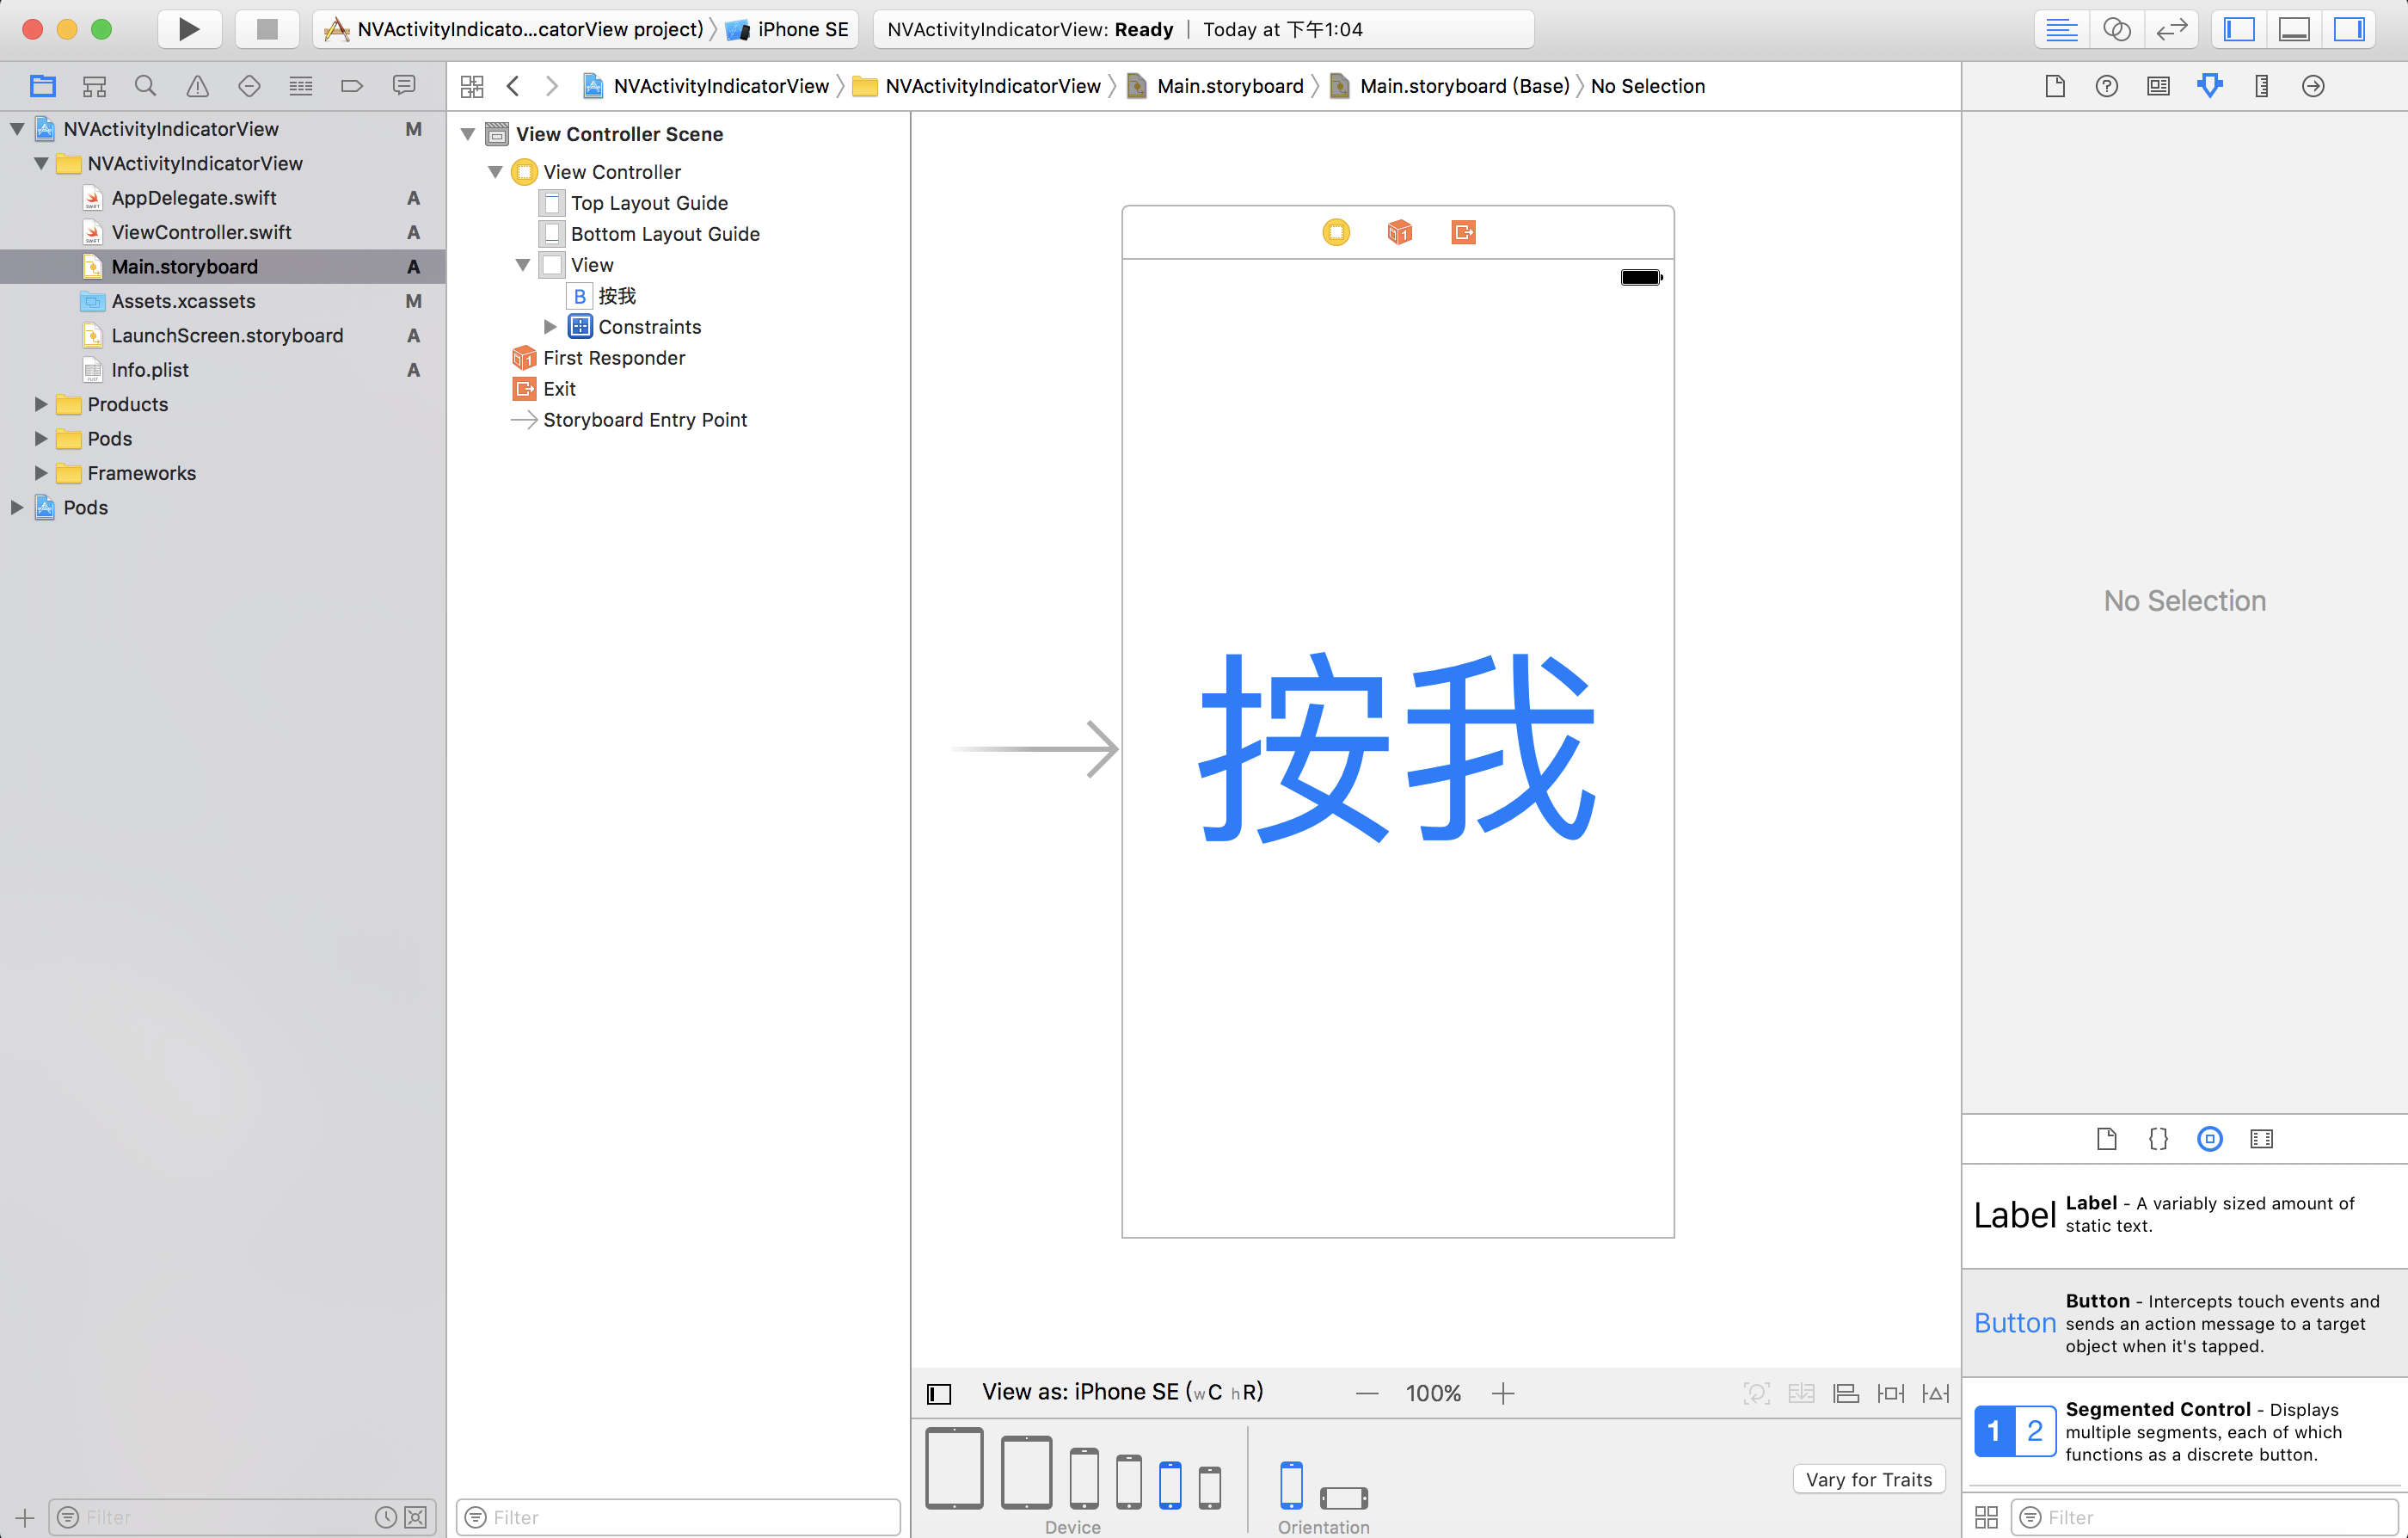 NVActivityIndicato...catorView project) iPhone SE
NVActivityIndicatorView: Ready | Today at 下午1:04
NVActivityIndicatorView NVActivityIndicatorView Main.storyboard Main.storyboard (Base) No Selection
NVActivityIndicatorView M
NVActivityIndicatorView
AppDelegate.swift A
ViewController.swift A
Main.storyboard A
Assets.xcassets M
LaunchScreen.storyboard A
Info.plist A
Products
Pods
Frameworks
Pods
Filter
View Controller Scene
View Controller
Top Layout Guide
Bottom Layout Guide
View
B 按我
Constraints
First Responder
Exit
Storyboard Entry Point
Filter
按我
View as: iPhone SE (wC hR)
100%
Device
Orientation
Vary for Traits
No Selection
Label
Label - A variably sized amount of
static text.
Button
Button - Intercepts touch events and
sends an action message to a target
object when it's tapped.
1 2
Segmented Control - Displays
multiple segments, each of which
functions as a discrete button.
Filter